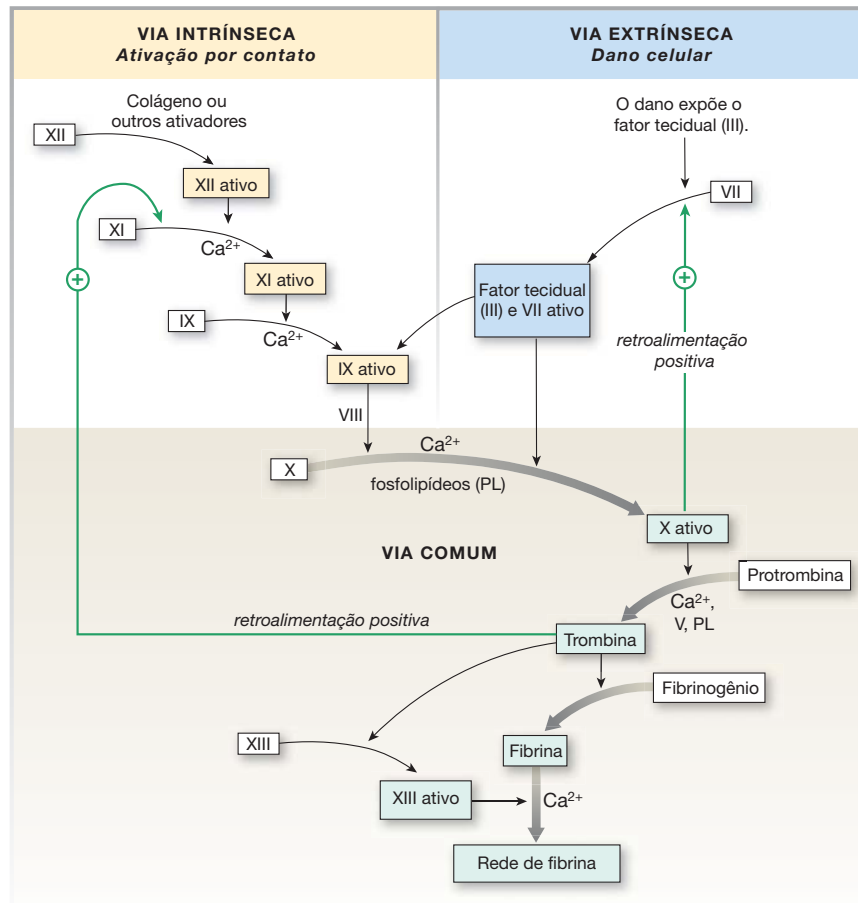 VIA INTRÍNSECA
Ativação por contato
VIA EXTRÍNSECA
Dano celular
Colágeno ou
outros ativadores
XII
XII ativo
XI
Ca²⁺
XI ativo
IX
Ca²⁺
IX ativo
VIII
O dano expõe o
fator tecidual (III).
VII
+
+
Fator tecidual
(III) e VII ativo
retroalimentação
positiva
X
Ca²⁺
fosfolipídeos (PL)
X ativo
VIA COMUM
Protrombina
Ca²⁺,
V, PL
retroalimentação positiva
Trombina
Fibrinogênio
XIII
Fibrina
XIII ativo
Ca²⁺
Rede de fibrina